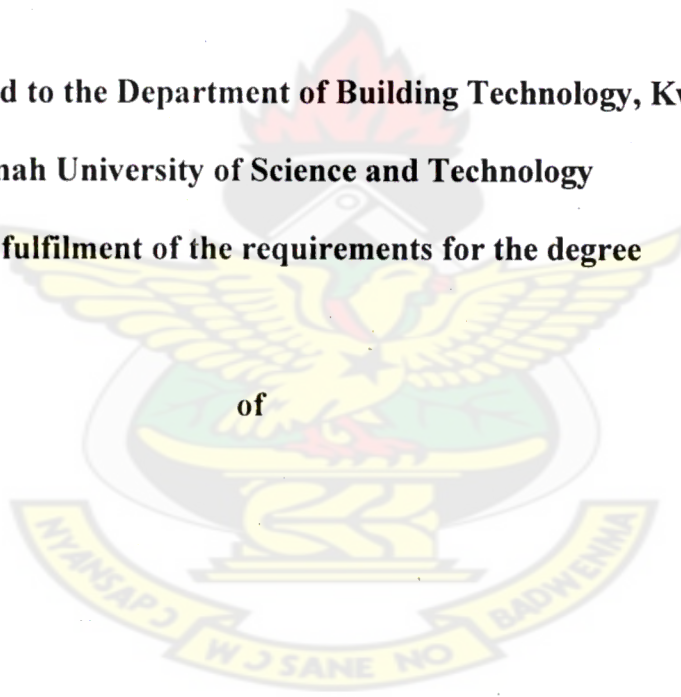 d to the Department of Building Technology, Kw
nah University of Science and Technology
fulfilment of the requirements for the degree
of
NYANSAPƆ WƆSANE NO BADWENMA